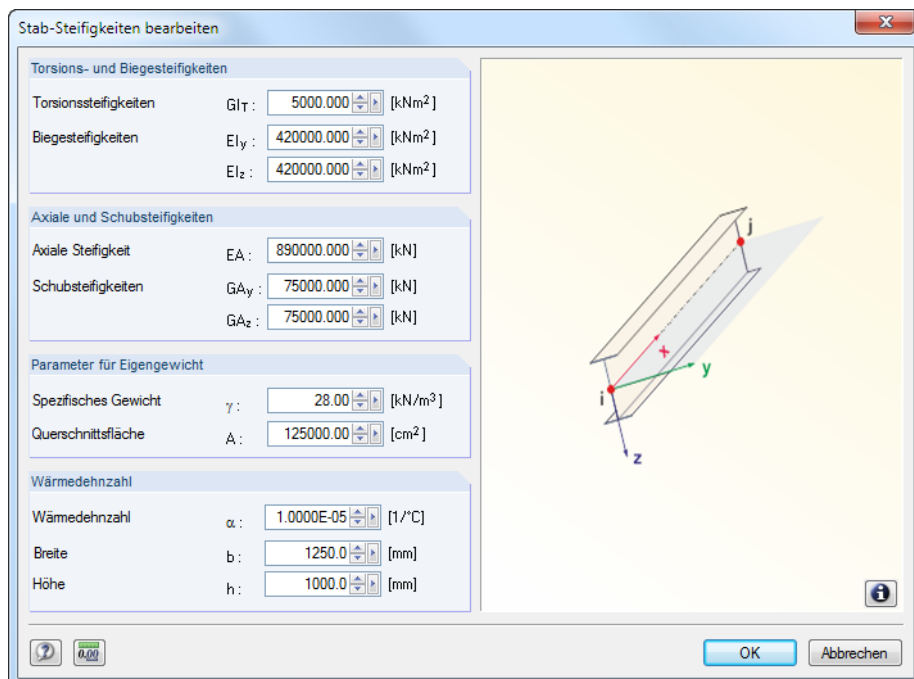 Stab-Steifigkeiten bearbeiten
Torsions- und Biegesteifigkeiten
Torsionssteifigkeiten GIT : 5000.000 [kNm²]
Biegesteifigkeiten EIy : 420000.000 [kNm²]
EIz : 420000.000 [kNm²]
Axiale und Schubsteifigkeiten
Axiale Steifigkeit EA : 890000.000 [kN]
Schubsteifigkeiten GAy : 75000.000 [kN]
GAz : 75000.000 [kN]
Parameter für Eigengewicht
Spezifisches Gewicht γ : 28.00 [kN/m³]
Querschnittsfläche A : 125000.00 [cm²]
Wärmedehnzahl
Wärmedehnzahl α : 1.0000E-05 [1/°C]
Breite b : 1250.0 [mm]
Höhe h : 1000.0 [mm]
j
x
y
i
z
0.00
OK
Abbrechen